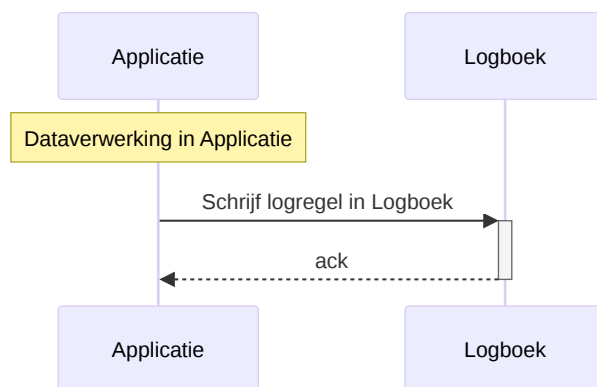 Applicatie
Logboek
Dataverwerking in Applicatie
Schrijf logregel in Logboek
ack
Applicatie
Logboek